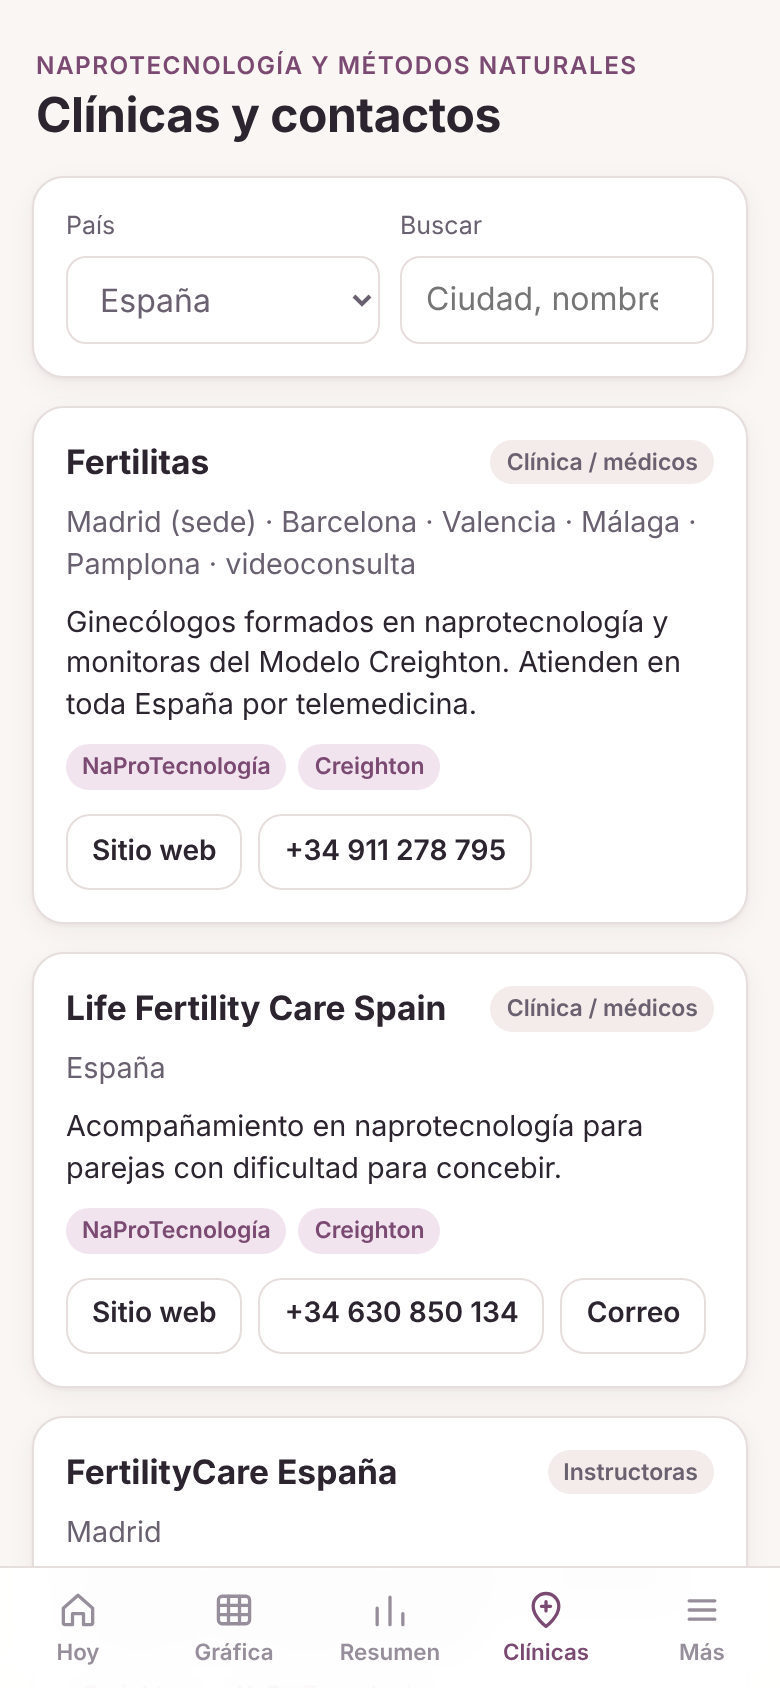 NAPROTECNOLOGÍA Y MÉTODOS NATURALES
Clínicas y contactos
País
Buscar
España
Ciudad, nombre
Fertilitas
Clínica / médicos
Madrid (sede) · Barcelona · Valencia · Málaga ·
Pamplona · videoconsulta
Ginecólogos formados en naprotecnología y
monitoras del Modelo Creighton. Atienden en
toda España por telemedicina.
NaProTecnología
Creighton
Sitio web
+34 911 278 795
Life Fertility Care Spain
Clínica / médicos
España
Acompañamiento en naprotecnología para
parejas con dificultad para concebir.
NaProTecnología
Creighton
Sitio web
+34 630 850 134
Correo
FertilityCare España
Instructoras
Madrid
Hoy
Gráfica
Resumen
Clínicas
Más